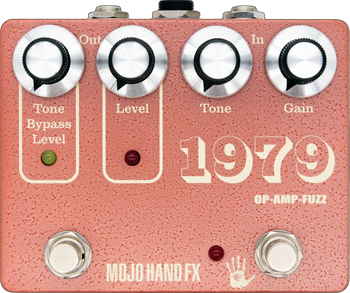 Out
In
Tone
Bypass
Level
Level
Tone
Gain
1979
OP-AMP-FUZZ
MOJO HAND FX